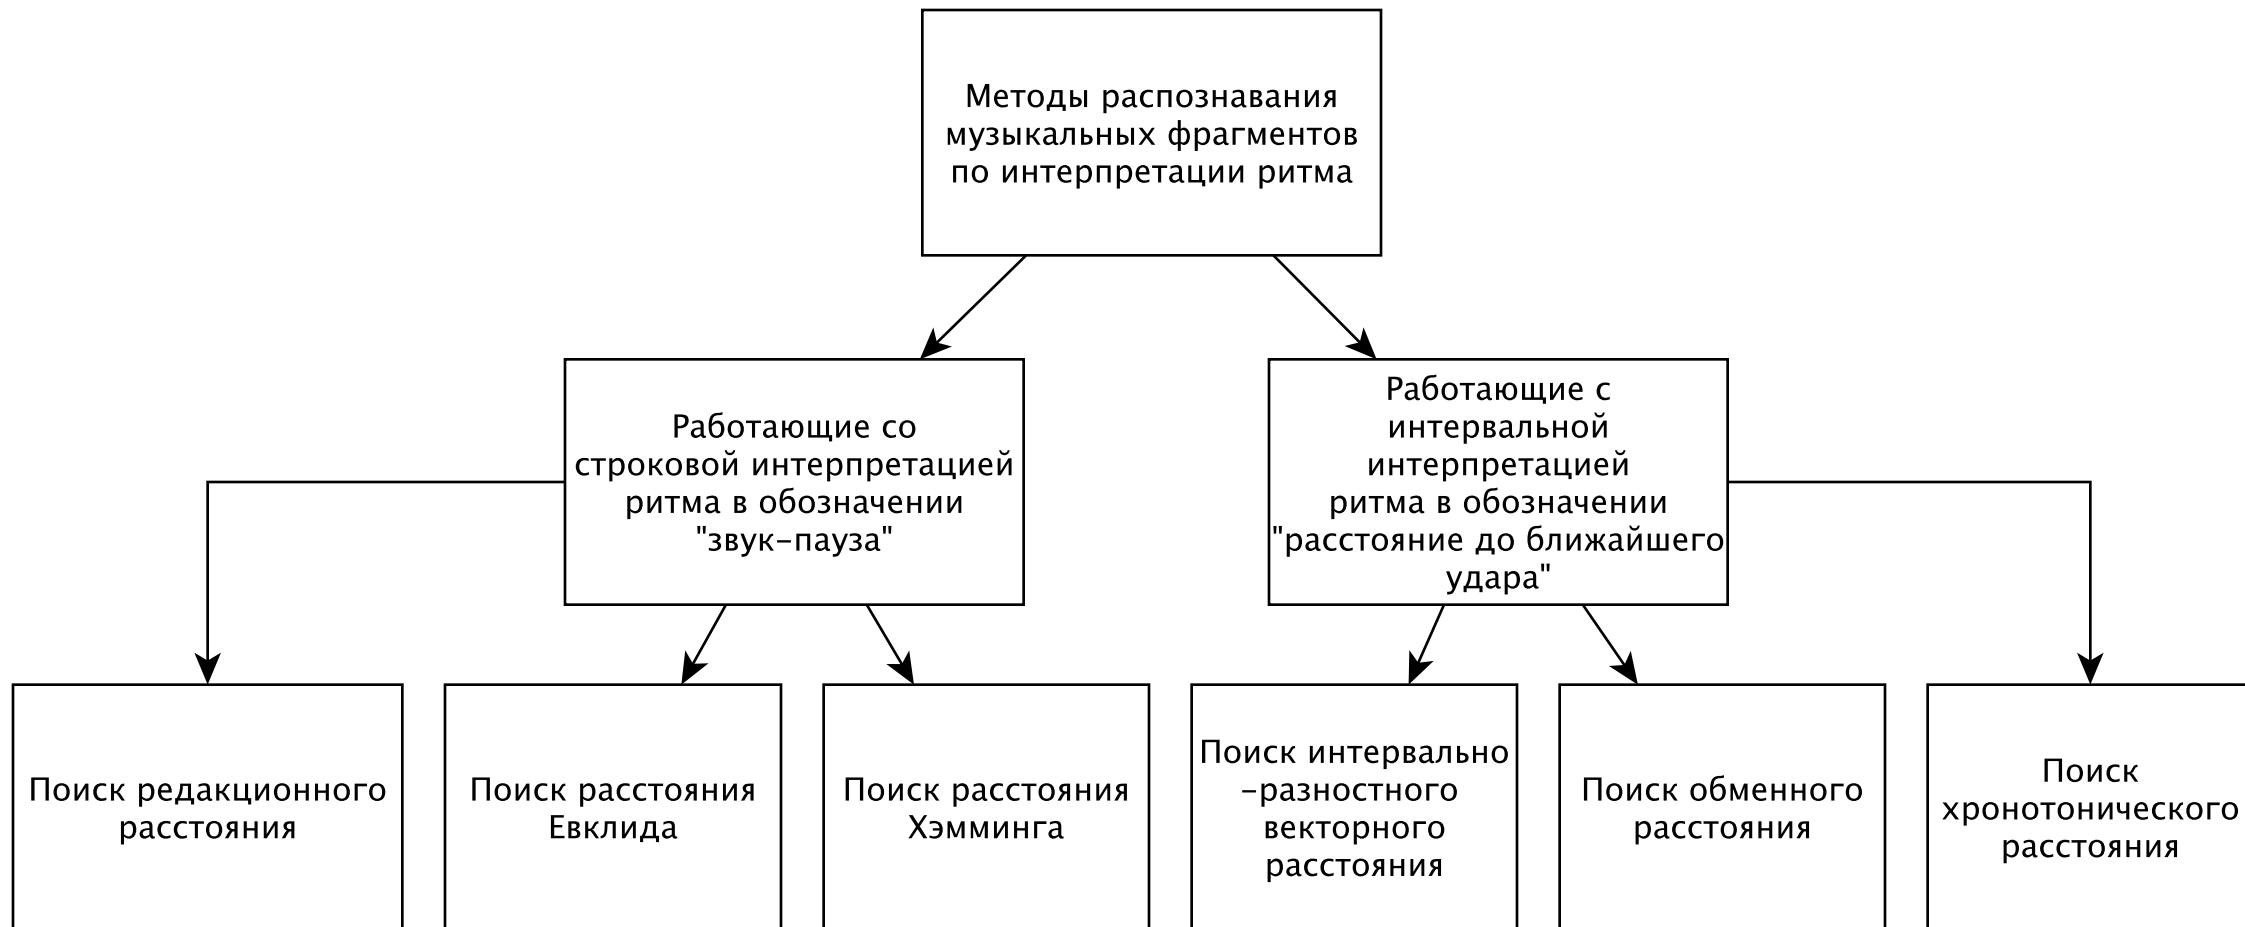 Методы распознавания
музыкальных фрагментов
по интерпретации ритма
Работающие со
строковой интерпретацией
ритма в обозначении
"звук-пауза"
Работающие с
интервальной
интерпретацией
ритма в обозначении
"расстояние до ближайшего
удара"
Поиск редакционного
расстояния
Поиск расстояния
Евклида
Поиск расстояния
Хэмминга
Поиск интервально
-разностного
векторного
расстояния
Поиск обменного
расстояния
Поиск
хронотонического
расстояния